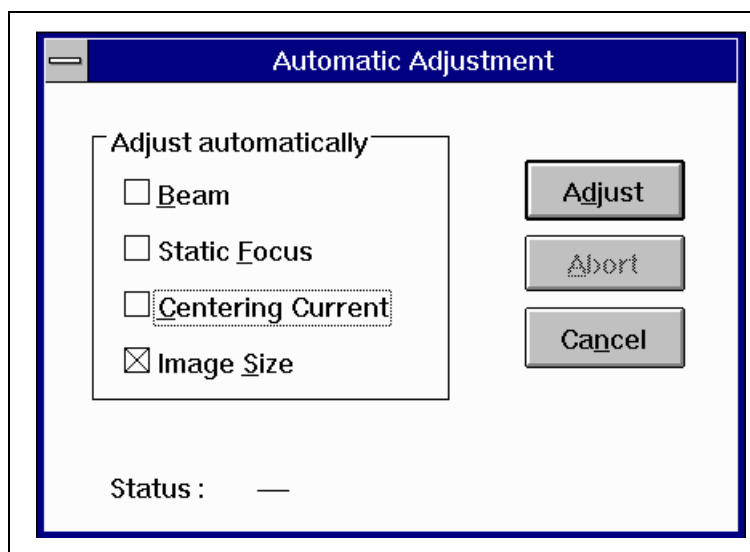 Automatic Adjustment
Adjust automatically
Beam
Static Focus
Centering Current
Image Size
Adjust
Abort
Cancel
Status : —